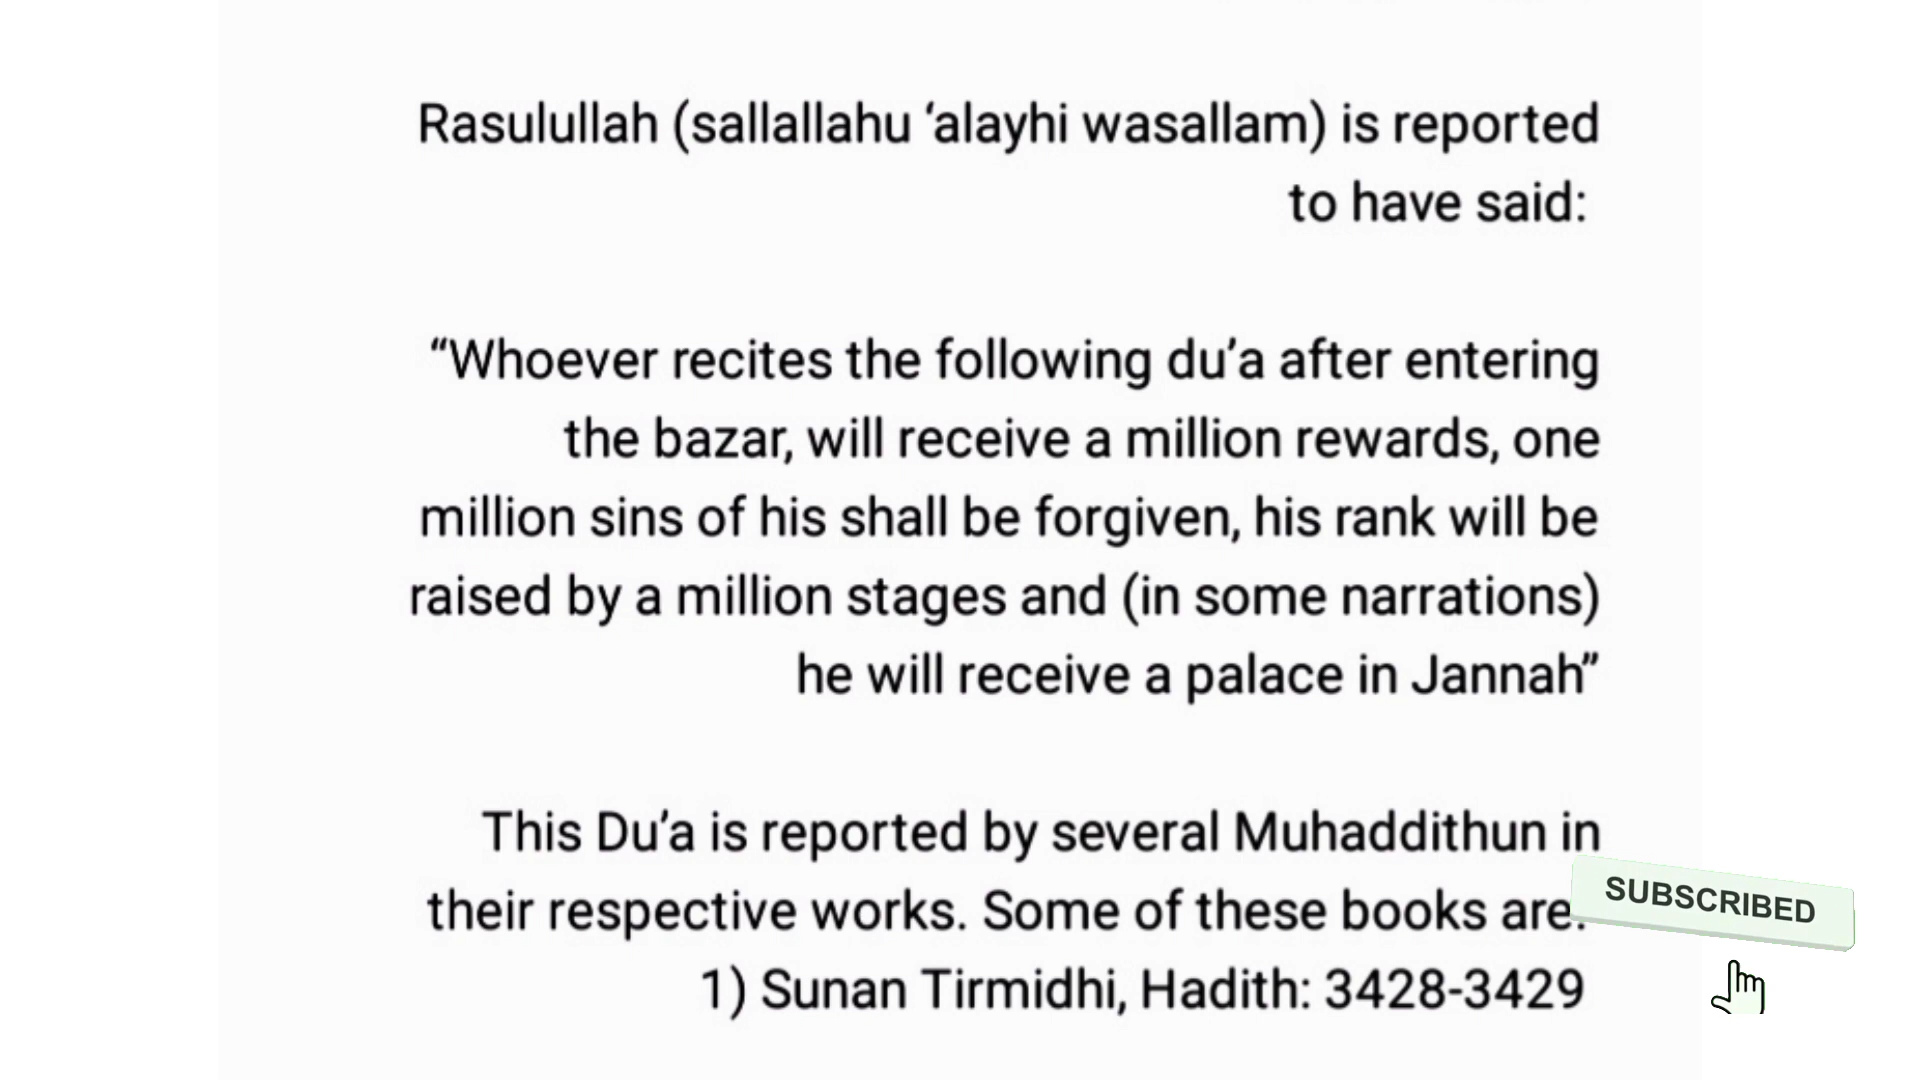 Rasulullah (sallallahu ‘alayhi wasallam) is reported
to have said:
“Whoever recites the following du’a after entering
the bazar, will receive a million rewards, one
million sins of his shall be forgiven, his rank will be
raised by a million stages and (in some narrations)
he will receive a palace in Jannah”
This Du’a is reported by several Muhaddithun in
their respective works. Some of these books are:
SUBSCRIBED
1) Sunan Tirmidhi, Hadith: 3428-3429